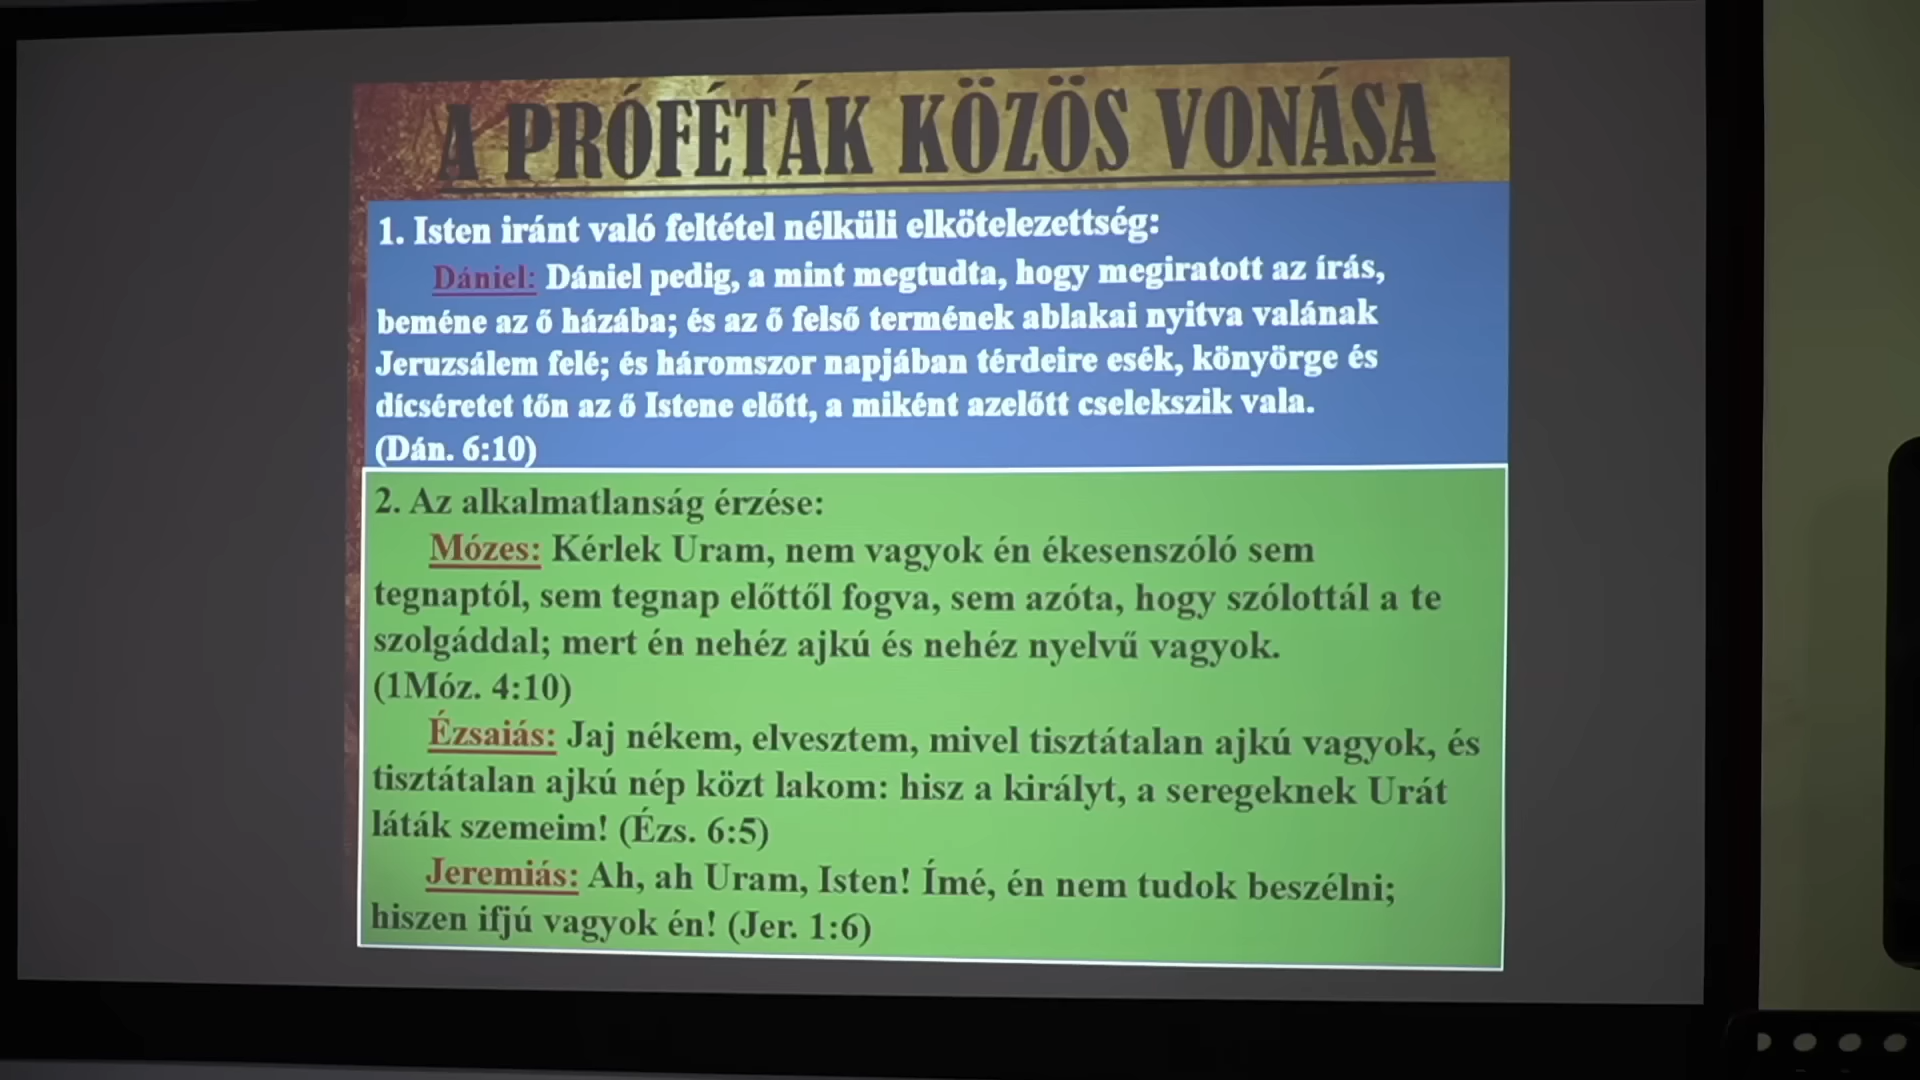 A PRÓFÉTÁK KÖZÖS VONÁSA
1. Isten iránt való feltétel nélküli elkötelezettség:
Dániel: Dániel pedig, a mint megtudta, hogy megiratott az írás,
beméne az ő házába; és az ő felső termének ablakai nyitva valának
Jeruzsálem felé; és háromszor napjában térdeire esék, könyörge és
dícséretet tőn az ő Istene előtt, a miként azelőtt cselekszik vala.
(Dán. 6:10)
2. Az alkalmatlanság érzése:
Mózes: Kérlek Uram, nem vagyok én ékesenszóló sem
tegnaptól, sem tegnap előttől fogva, sem azóta, hogy szólottál a te
szolgáddal; mert én nehéz ajkú és nehéz nyelvű vagyok.
(1Móz. 4:10)
Ézsaiás: Jaj nékem, elvesztem, mivel tisztátalan ajkú vagyok, és
tisztátalan ajkú nép közt lakom: hisz a királyt, a seregeknek Urát
láták szemeim! (Ézs. 6:5)
Jeremiás: Ah, ah Uram, Isten! Ímé, én nem tudok beszélni;
hiszen ifjú vagyok én! (Jer. 1:6)